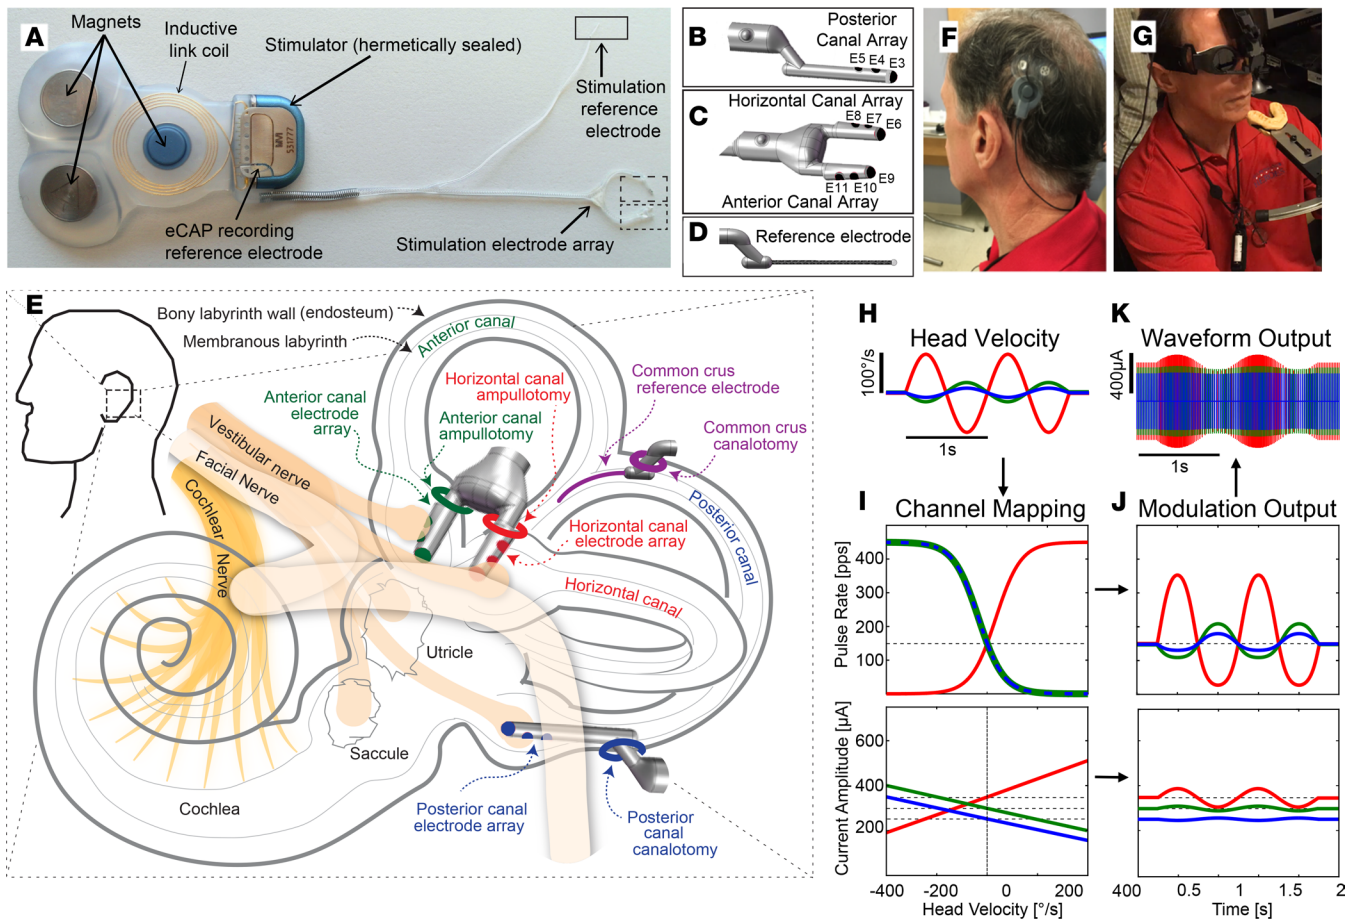 A
Magnets
Inductive
link coil
Stimulator (hermetically sealed)
Stimulation
reference
electrode
eCAP recording
reference electrode
Stimulation electrode array
B
Posterior
Canal Array
E5 E4 E3
C
Horizontal Canal Array
E8 E7 E6
E9
E11 E10
Anterior Canal Array
D
Reference electrode
F
G
E
Bony labyrinth wall (endosteum)
Membranous labyrinth
Anterior canal
Horizontal canal
ampullotomy
Common crus
reference electrode
Anterior canal
electrode
array
Anterior canal
ampullotomy
Common crus
canalotomy
Vestibular nerve
Facial Nerve
Cochlear Nerve
Horizontal canal
electrode array
Posterior canal
Horizontal canal
Utricle
Saccule
Cochlea
Posterior canal
electrode array
Posterior
canal
canalotomy
H
Head Velocity
100°/s
1s
K
Waveform Output
400µA
1s
I
Channel Mapping
Pulse Rate [pps]
400
300
200
100
J
Modulation Output
Current Amplitude [µA]
600
400
300
200
-400 -200 0 200 400
Head Velocity [°/s]
0.5 1 1.5 2
Time [s]